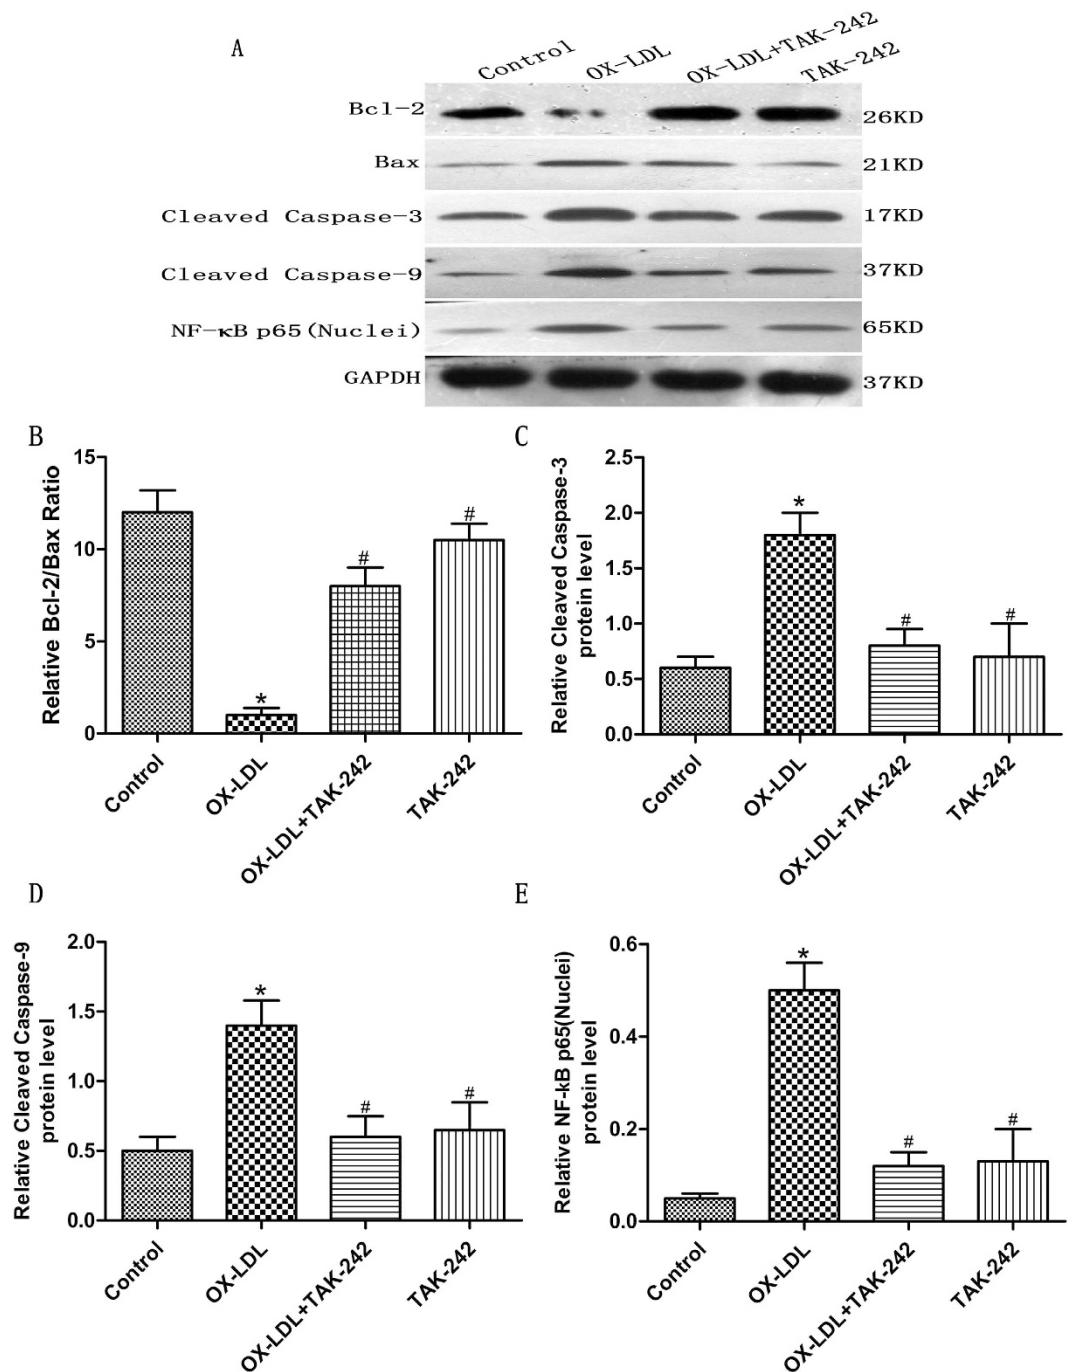 A
Control OX-LDL OX-LDL+TAK-242 TAK-242
Bcl-2 26KD
Bax 21KD
Cleaved Caspase-3 17KD
Cleaved Caspase-9 37KD
NF-κB p65(Nuclei) 65KD
GAPDH 37KD
B
Relative Bcl-2/Bax Ratio
15
10
5
0
*
#
#
Control OX-LDL OX-LDL+TAK-242 TAK-242
C
Relative Cleaved Caspase-3
protein level
2.5
2.0
1.5
1.0
0.5
0.0
*
#
#
Control OX-LDL OX-LDL+TAK-242 TAK-242
D
Relative Cleaved Caspase-9
protein level
2.0
1.5
1.0
0.5
0.0
*
#
#
Control OX-LDL OX-LDL+TAK-242 TAK-242
E
Relative NF-kB p65(Nuclei)
protein level
0.6
0.4
0.2
0.0
*
#
#
Control OX-LDL OX-LDL+TAK-242 TAK-242